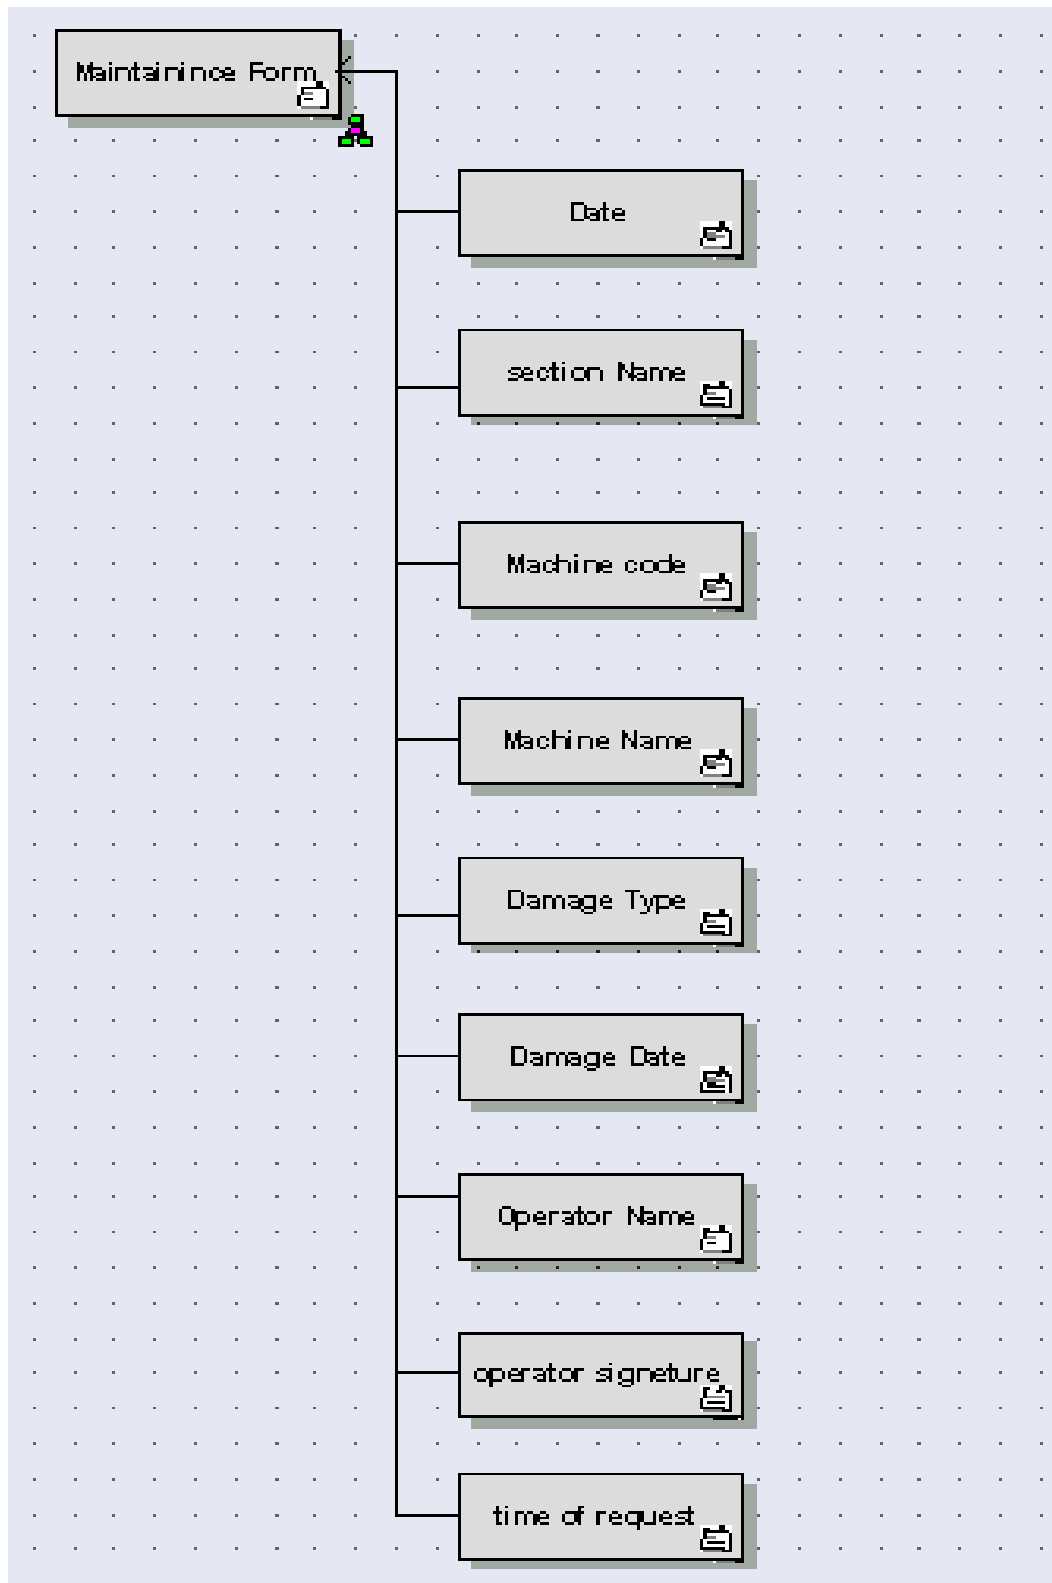 Maintainince Form
Date
section Name
Machine code
Machine Name
Damage Type
Damage Date
Operator Name
operator signeture
time of request